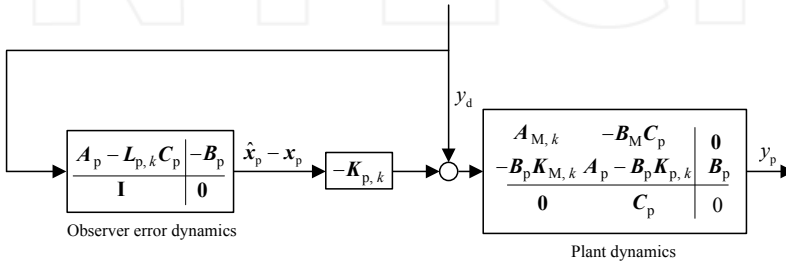 y_d
A_p − L_{p, k} C_p | −B_p
I | 0
x̂_p − x_p
−K_{p, k}
A_{M, k} −B_M C_p | 0
−B_p K_{M, k} A_p − B_p K_{p, k} | B_p
0 C_p | 0
y_p
Observer error dynamics
Plant dynamics